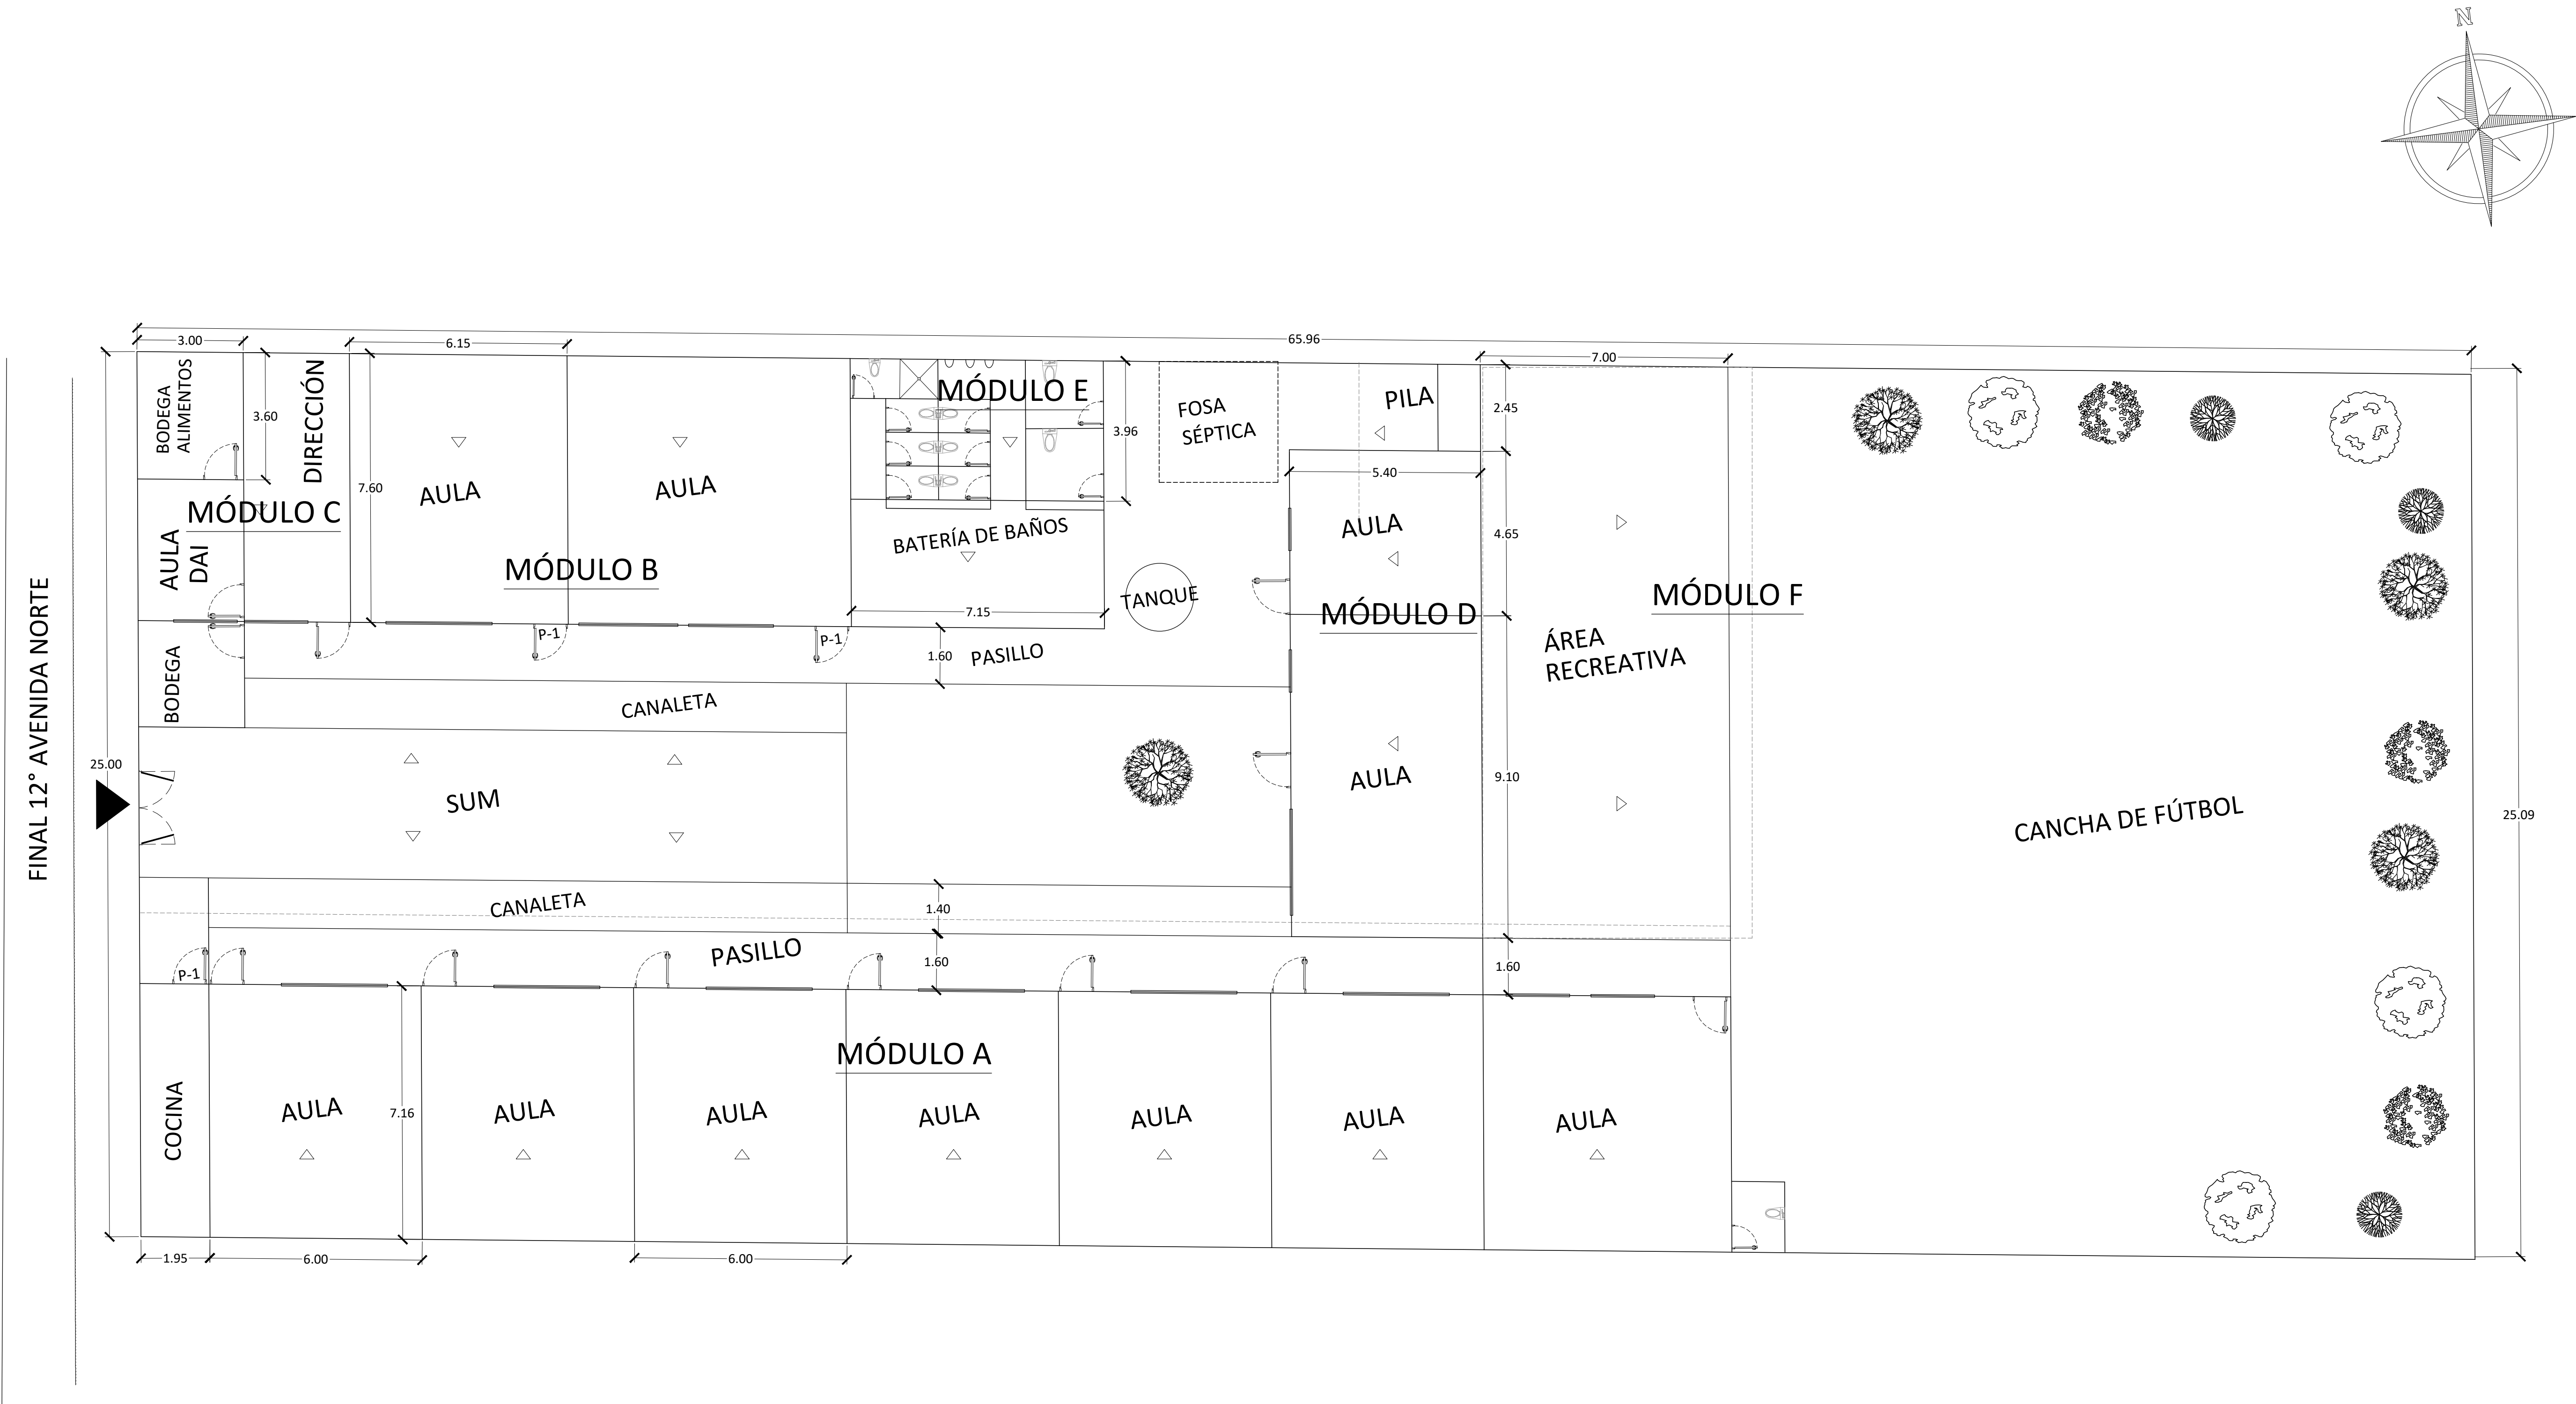 N
65.96
3.00
6.15
7.00
BODEGA
ALIMENTOS
3.60
DIRECCIÓN
7.60
AULA
AULA
MÓDULO E
3.96
FOSA
SÉPTICA
PILA
2.45
5.40
MÓDULO C
AULA
DAI
MÓDULO B
BATERÍA DE BAÑOS
7.15
TANQUE
AULA
4.65
MÓDULO D
MÓDULO F
ÁREA
RECREATIVA
FINAL 12° AVENIDA NORTE
BODEGA
P-1
P-1
1.60
PASILLO
CANALETA
25.00
SUM
AULA
9.10
CANCHA DE FÚTBOL
25.09
CANALETA
1.40
PASILLO
1.60
1.60
P-1
MÓDULO A
COCINA
AULA
7.16
AULA
AULA
AULA
AULA
AULA
AULA
1.95
6.00
6.00